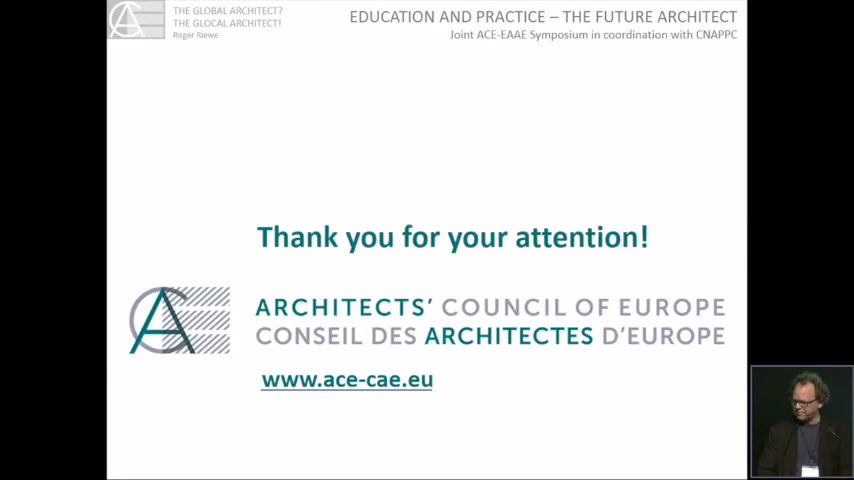 THE GLOBAL ARCHITECT?
THE GLOCAL ARCHITECT!
Roger Riewe
EDUCATION AND PRACTICE – THE FUTURE ARCHITECT
Joint ACE-EAAE Symposium in coordination with CNAPPC
Thank you for your attention!
ACE
ARCHITECTS' COUNCIL OF EUROPE
CONSEIL DES ARCHITECTES D'EUROPE
www.ace-cae.eu